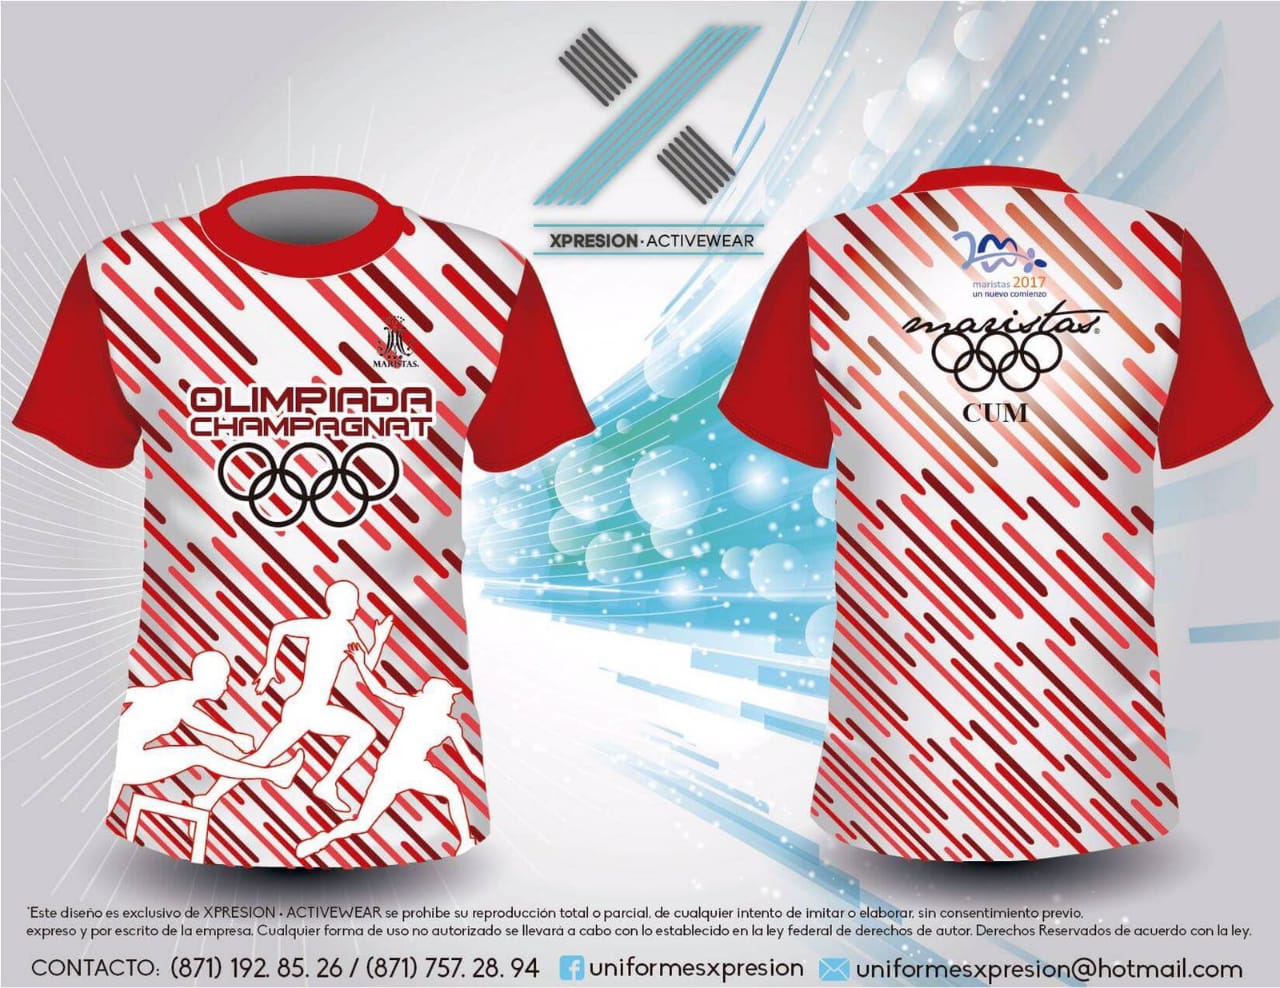 XPRESION • ACTIVEWEAR
MARISTAS®
OLIMPIADA
CHAMPAGNAT
maristas 2017
un nuevo comienzo
maristas®
CUM
*Este diseño es exclusivo de XPRESION • ACTIVEWEAR se prohibe su reproducción total o parcial, de cualquier intento de imitar o elaborar, sin consentimiento previo,
expreso y por escrito de la empresa. Cualquier forma de uso no autorizado se llevará a cabo con lo establecido en la ley federal de derechos de autor. Derechos Reservados de acuerdo con la ley.
CONTACTO: (871) 192. 85. 26 / (871) 757. 28. 94 uniformesxpresion uniformesxpresion@hotmail.com